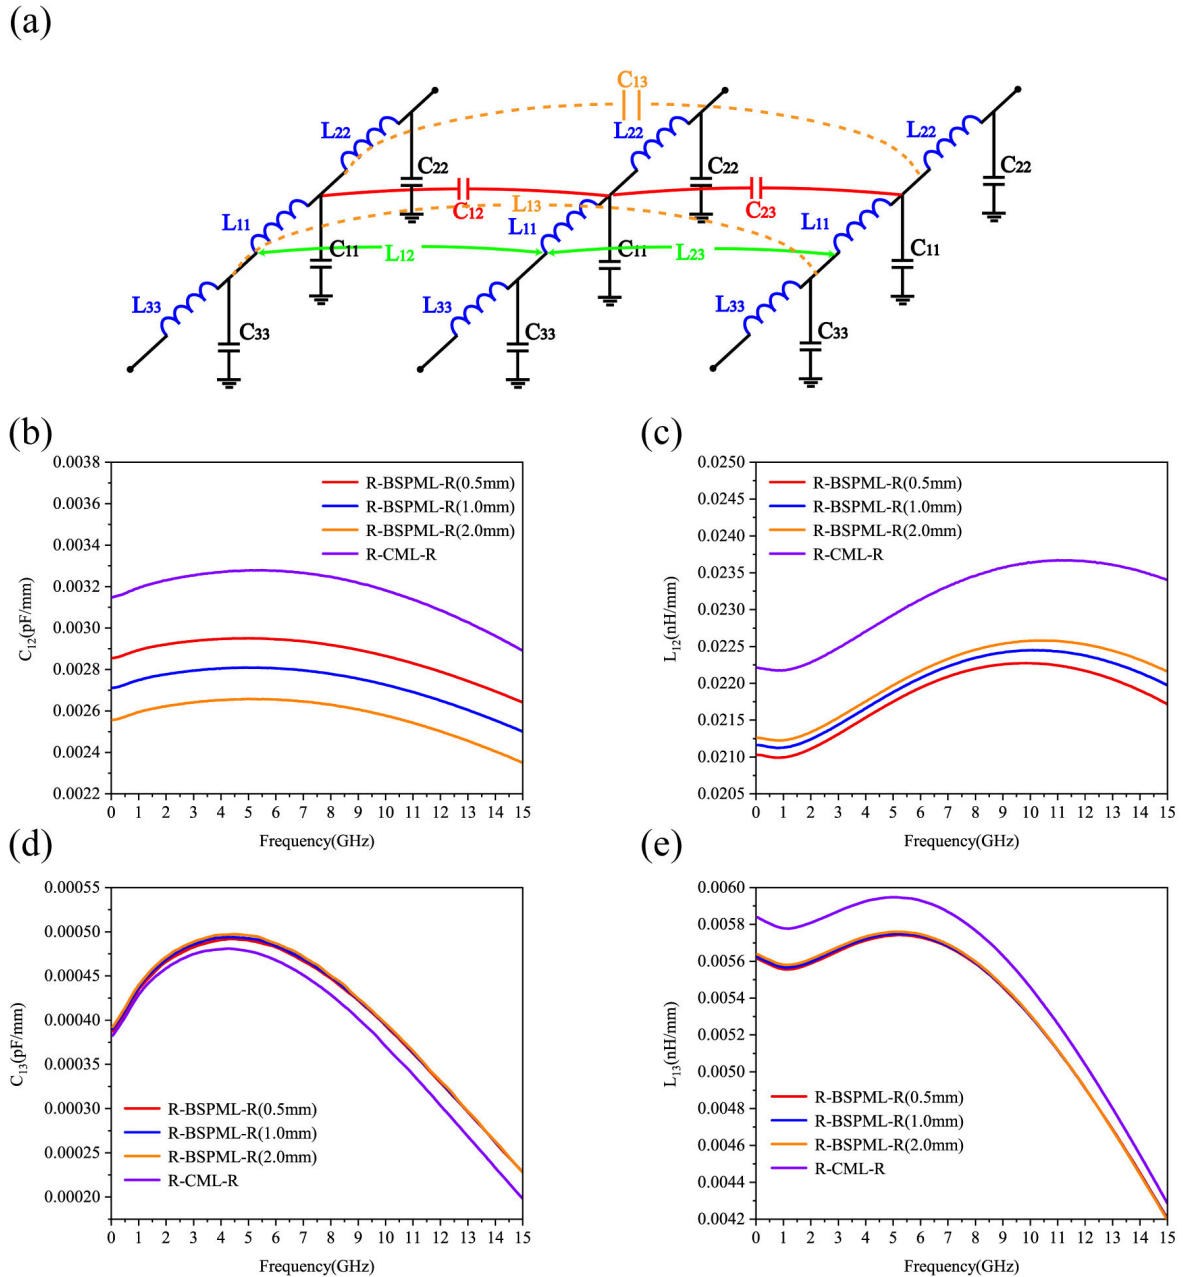 (a)
C13
L22
L22
L22
C22
C22
C22
C12
L13
C23
L11
L11
L11
C11
C11
C11
L12
L23
L33
L33
L33
C33
C33
C33
(b)
C12(pF/mm)
0.0038
0.0036
0.0034
0.0032
0.0030
0.0028
0.0026
0.0024
0.0022
R-BSPML-R(0.5mm)
R-BSPML-R(1.0mm)
R-BSPML-R(2.0mm)
R-CML-R
0 1 2 3 4 5 6 7 8 9 10 11 12 13 14 15
Frequency(GHz)
(c)
L12(nH/mm)
0.0250
0.0245
0.0240
0.0235
0.0230
0.0225
0.0220
0.0215
0.0210
0.0205
R-BSPML-R(0.5mm)
R-BSPML-R(1.0mm)
R-BSPML-R(2.0mm)
R-CML-R
0 1 2 3 4 5 6 7 8 9 10 11 12 13 14 15
Frequency(GHz)
(d)
C13(pF/mm)
0.00055
0.00050
0.00045
0.00040
0.00035
0.00030
0.00025
0.00020
R-BSPML-R(0.5mm)
R-BSPML-R(1.0mm)
R-BSPML-R(2.0mm)
R-CML-R
0 1 2 3 4 5 6 7 8 9 10 11 12 13 14 15
Frequency(GHz)
(e)
L13(nH/mm)
0.0060
0.0058
0.0056
0.0054
0.0052
0.0050
0.0048
0.0046
0.0044
0.0042
R-BSPML-R(0.5mm)
R-BSPML-R(1.0mm)
R-BSPML-R(2.0mm)
R-CML-R
0 1 2 3 4 5 6 7 8 9 10 11 12 13 14 15
Frequency(GHz)